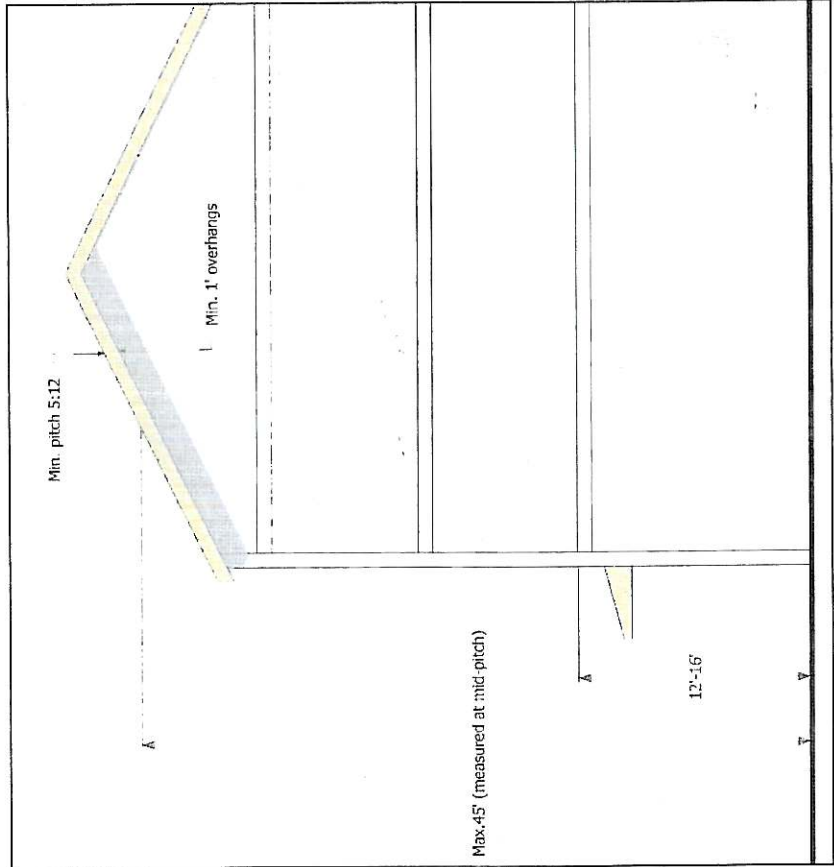 Min. pitch 5:12
Min. 1' overhangs
Max.45' (measured at mid-pitch)
12'-16'